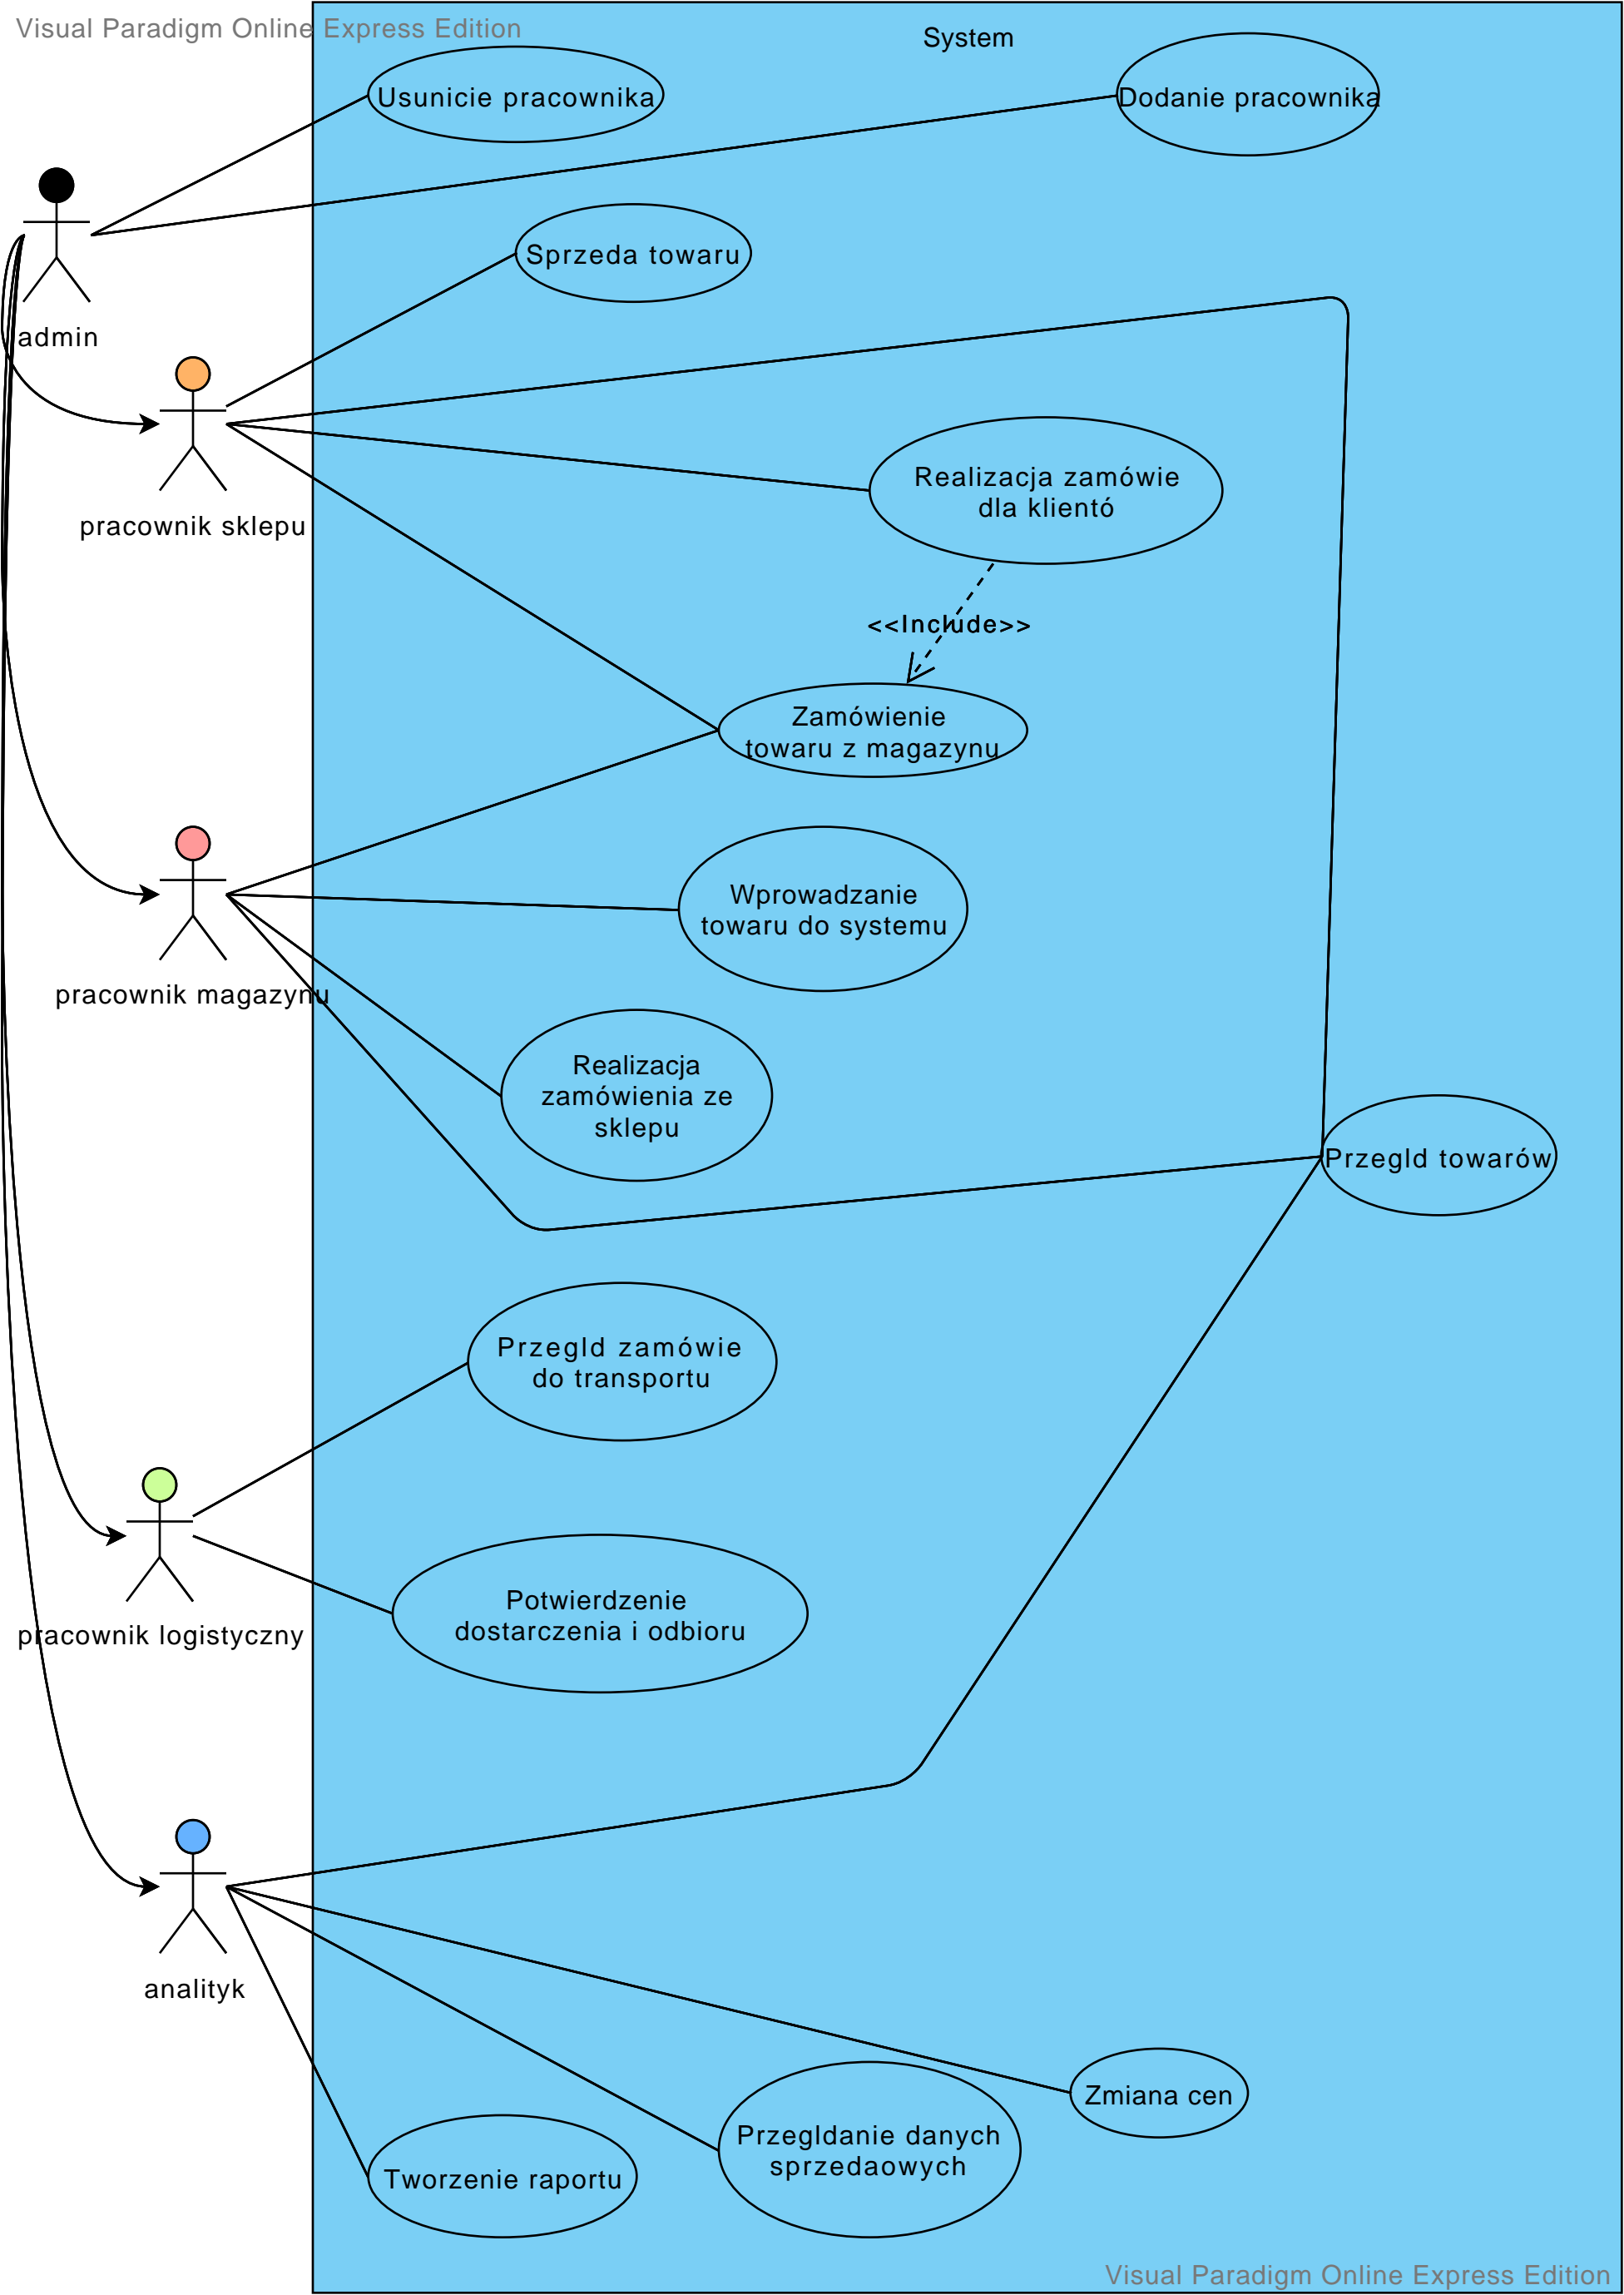 Visual Paradigm Online Express Edition
System
Usunicie pracownika
Dodanie pracownika
Sprzeda towaru
admin
Realizacja zamówie
dla klientó
pracownik sklepu
<<Include>>
Zamówienie
towaru z magazynu
Wprowadzanie
towaru do systemu
pracownik magazynu
Realizacja
zamówienia ze
sklepu
Przegld towarów
Przegld zamówie
do transportu
Potwierdzenie
dostarczenia i odbioru
pracownik logistyczny
analityk
Zmiana cen
Przegldanie danych
sprzedaowych
Tworzenie raportu
Visual Paradigm Online Express Edition